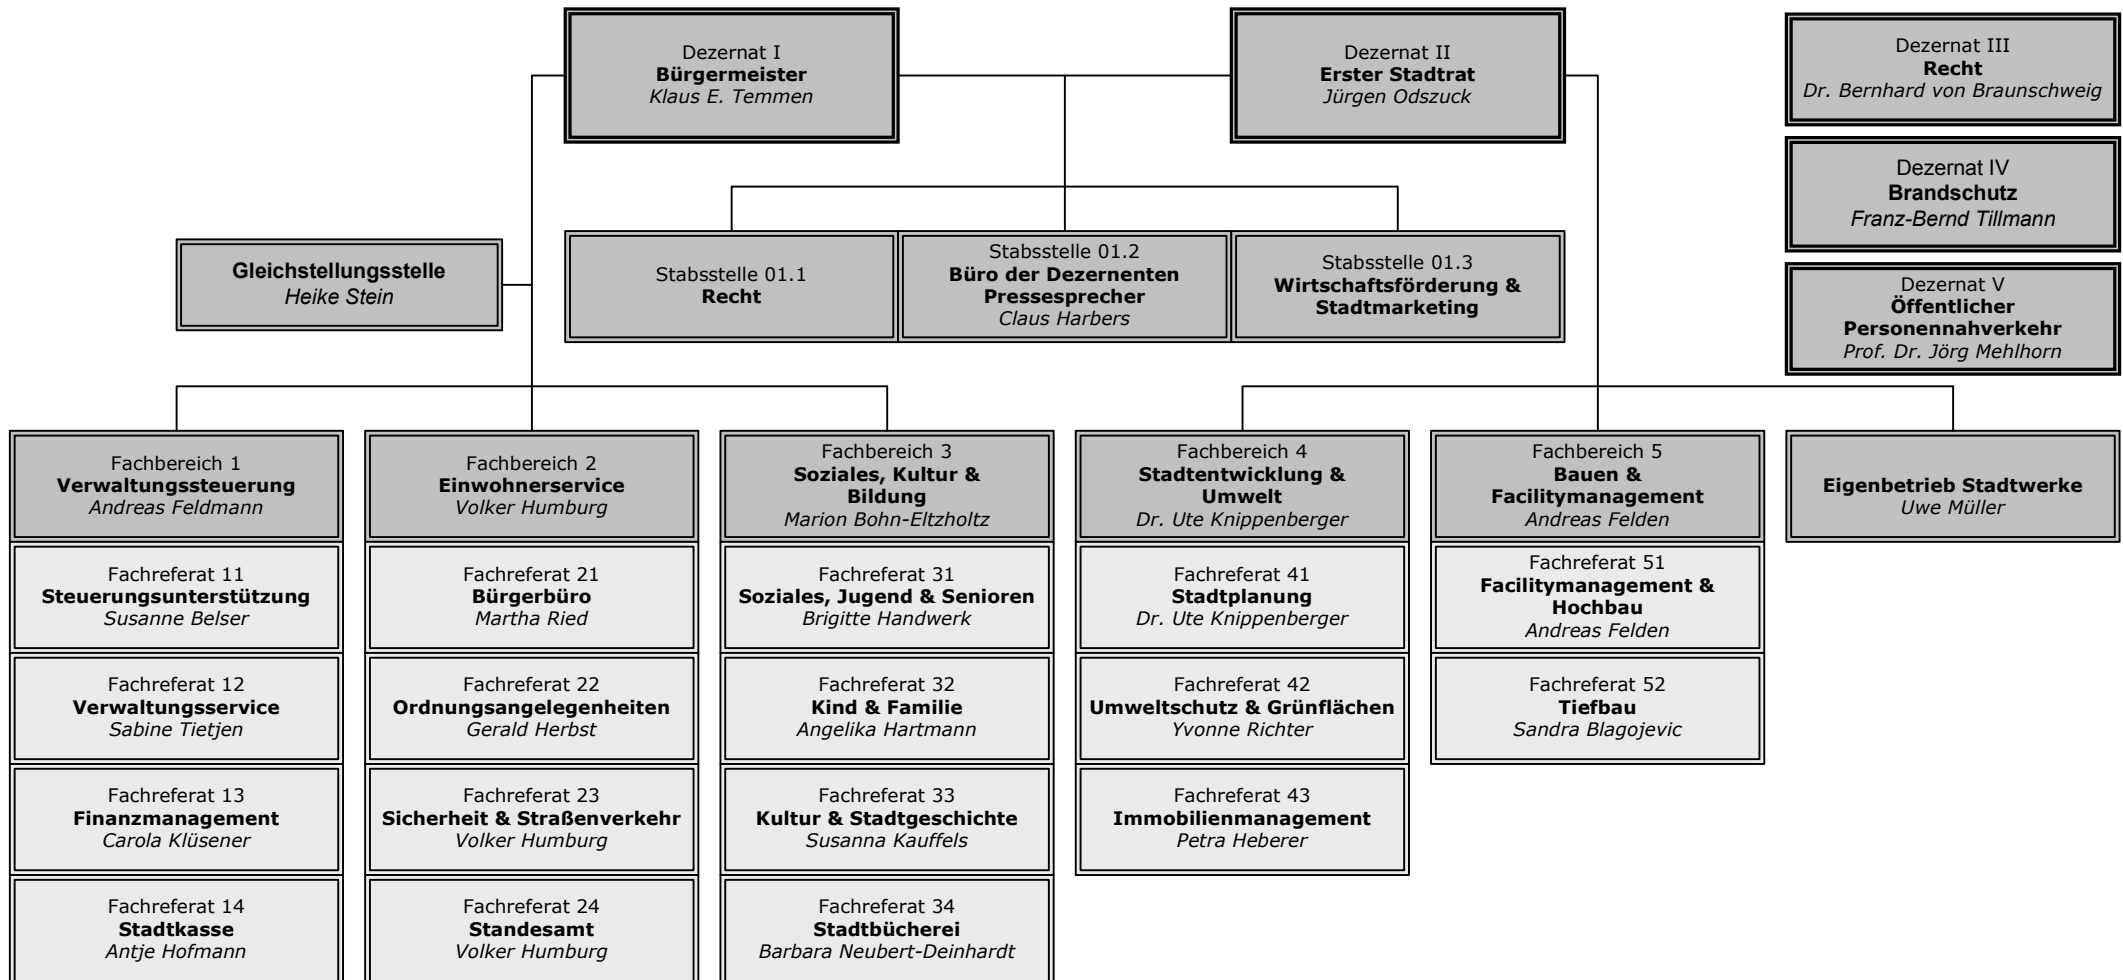 Dezernat I
Bürgermeister
Klaus E. Temmen
Dezernat II
Erster Stadtrat
Jürgen Odszuck
Dezernat III
Recht
Dr. Bernhard von Braunschweig
Dezernat IV
Brandschutz
Franz-Bernd Tillmann
Dezernat V
Öffentlicher
Personennahverkehr
Prof. Dr. Jörg Mehlhorn
Gleichstellungsstelle
Heike Stein
Stabsstelle 01.1
Recht
Stabsstelle 01.2
Büro der Dezernenten
Pressesprecher
Claus Harbers
Stabsstelle 01.3
Wirtschaftsförderung &
Stadtmarketing
Fachbereich 1
Verwaltungssteuerung
Andreas Feldmann
Fachreferat 11
Steuerungsunterstützung
Susanne Belser
Fachreferat 12
Verwaltungsservice
Sabine Tietjen
Fachreferat 13
Finanzmanagement
Carola Klüsener
Fachreferat 14
Stadtkasse
Antje Hofmann
Fachbereich 2
Einwohnerservice
Volker Humburg
Fachreferat 21
Bürgerbüro
Martha Ried
Fachreferat 22
Ordnungsangelegenheiten
Gerald Herbst
Fachreferat 23
Sicherheit & Straßenverkehr
Volker Humburg
Fachreferat 24
Standesamt
Volker Humburg
Fachbereich 3
Soziales, Kultur &
Bildung
Marion Bohn-Eltzholtz
Fachreferat 31
Soziales, Jugend & Senioren
Brigitte Handwerk
Fachreferat 32
Kind & Familie
Angelika Hartmann
Fachreferat 33
Kultur & Stadtgeschichte
Susanna Kauffels
Fachreferat 34
Stadtbücherei
Barbara Neubert-Deinhardt
Fachbereich 4
Stadtentwicklung &
Umwelt
Dr. Ute Knippenberger
Fachreferat 41
Stadtplanung
Dr. Ute Knippenberger
Fachreferat 42
Umweltschutz & Grünflächen
Yvonne Richter
Fachreferat 43
Immobilienmanagement
Petra Heberer
Fachbereich 5
Bauen &
Facilitymanagement
Andreas Felden
Fachreferat 51
Facilitymanagement &
Hochbau
Andreas Felden
Fachreferat 52
Tiefbau
Sandra Blagojevic
Eigenbetrieb Stadtwerke
Uwe Müller